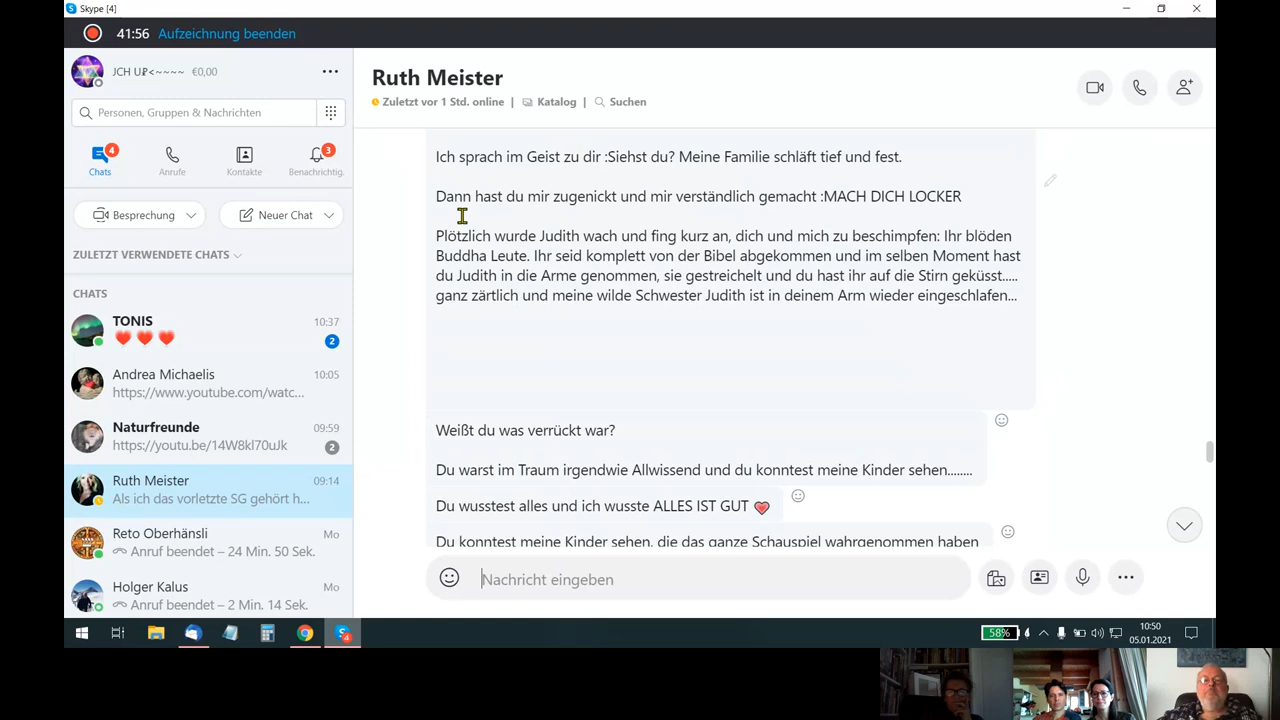 Skype [4]
41:56 Aufzeichnung beenden
€0,00
Personen, Gruppen & Nachrichten
Chats
4
Anrufe
Kontakte
Benachrichtig.
3
Besprechung
Neuer Chat
ZULETZT VERWENDETE CHATS
CHATS
TONIS 10:37
2
Andrea Michaelis 10:05
https://www.youtube.com/watc...
Naturfreunde 09:59
https://youtu.be/14W8kl70uJk 2
Ruth Meister 09:14
Als ich das vorletzte SG gehört h...
Reto Oberhänsli Mo
Anruf beendet – 24 Min. 50 Sek.
Holger Kalus Mo
Anruf beendet – 2 Min. 14 Sek.
Ruth Meister
Zuletzt vor 1 Std. online | Katalog | Suchen
Ich sprach im Geist zu dir :Siehst du? Meine Familie schläft tief und fest.
Dann hast du mir zugenickt und mir verständlich gemacht :MACH DICH LOCKER
Plötzlich wurde Judith wach und fing kurz an, dich und mich zu beschimpfen: Ihr blöden
Buddha Leute. Ihr seid komplett von der Bibel abgekommen und im selben Moment hast
du Judith in die Arme genommen, sie gestreichelt und du hast ihr auf die Stirn geküsst.....
ganz zärtlich und meine wilde Schwester Judith ist in deinem Arm wieder eingeschlafen...
Weißt du was verrückt war?
Du warst im Traum irgendwie Allwissend und du konntest meine Kinder sehen........
Du wusstest alles und ich wusste ALLES IST GUT
Du konntest meine Kinder sehen, die das ganze Schauspiel wahrgenommen haben
Nachricht eingeben
58%
4
10:50
05.01.2021